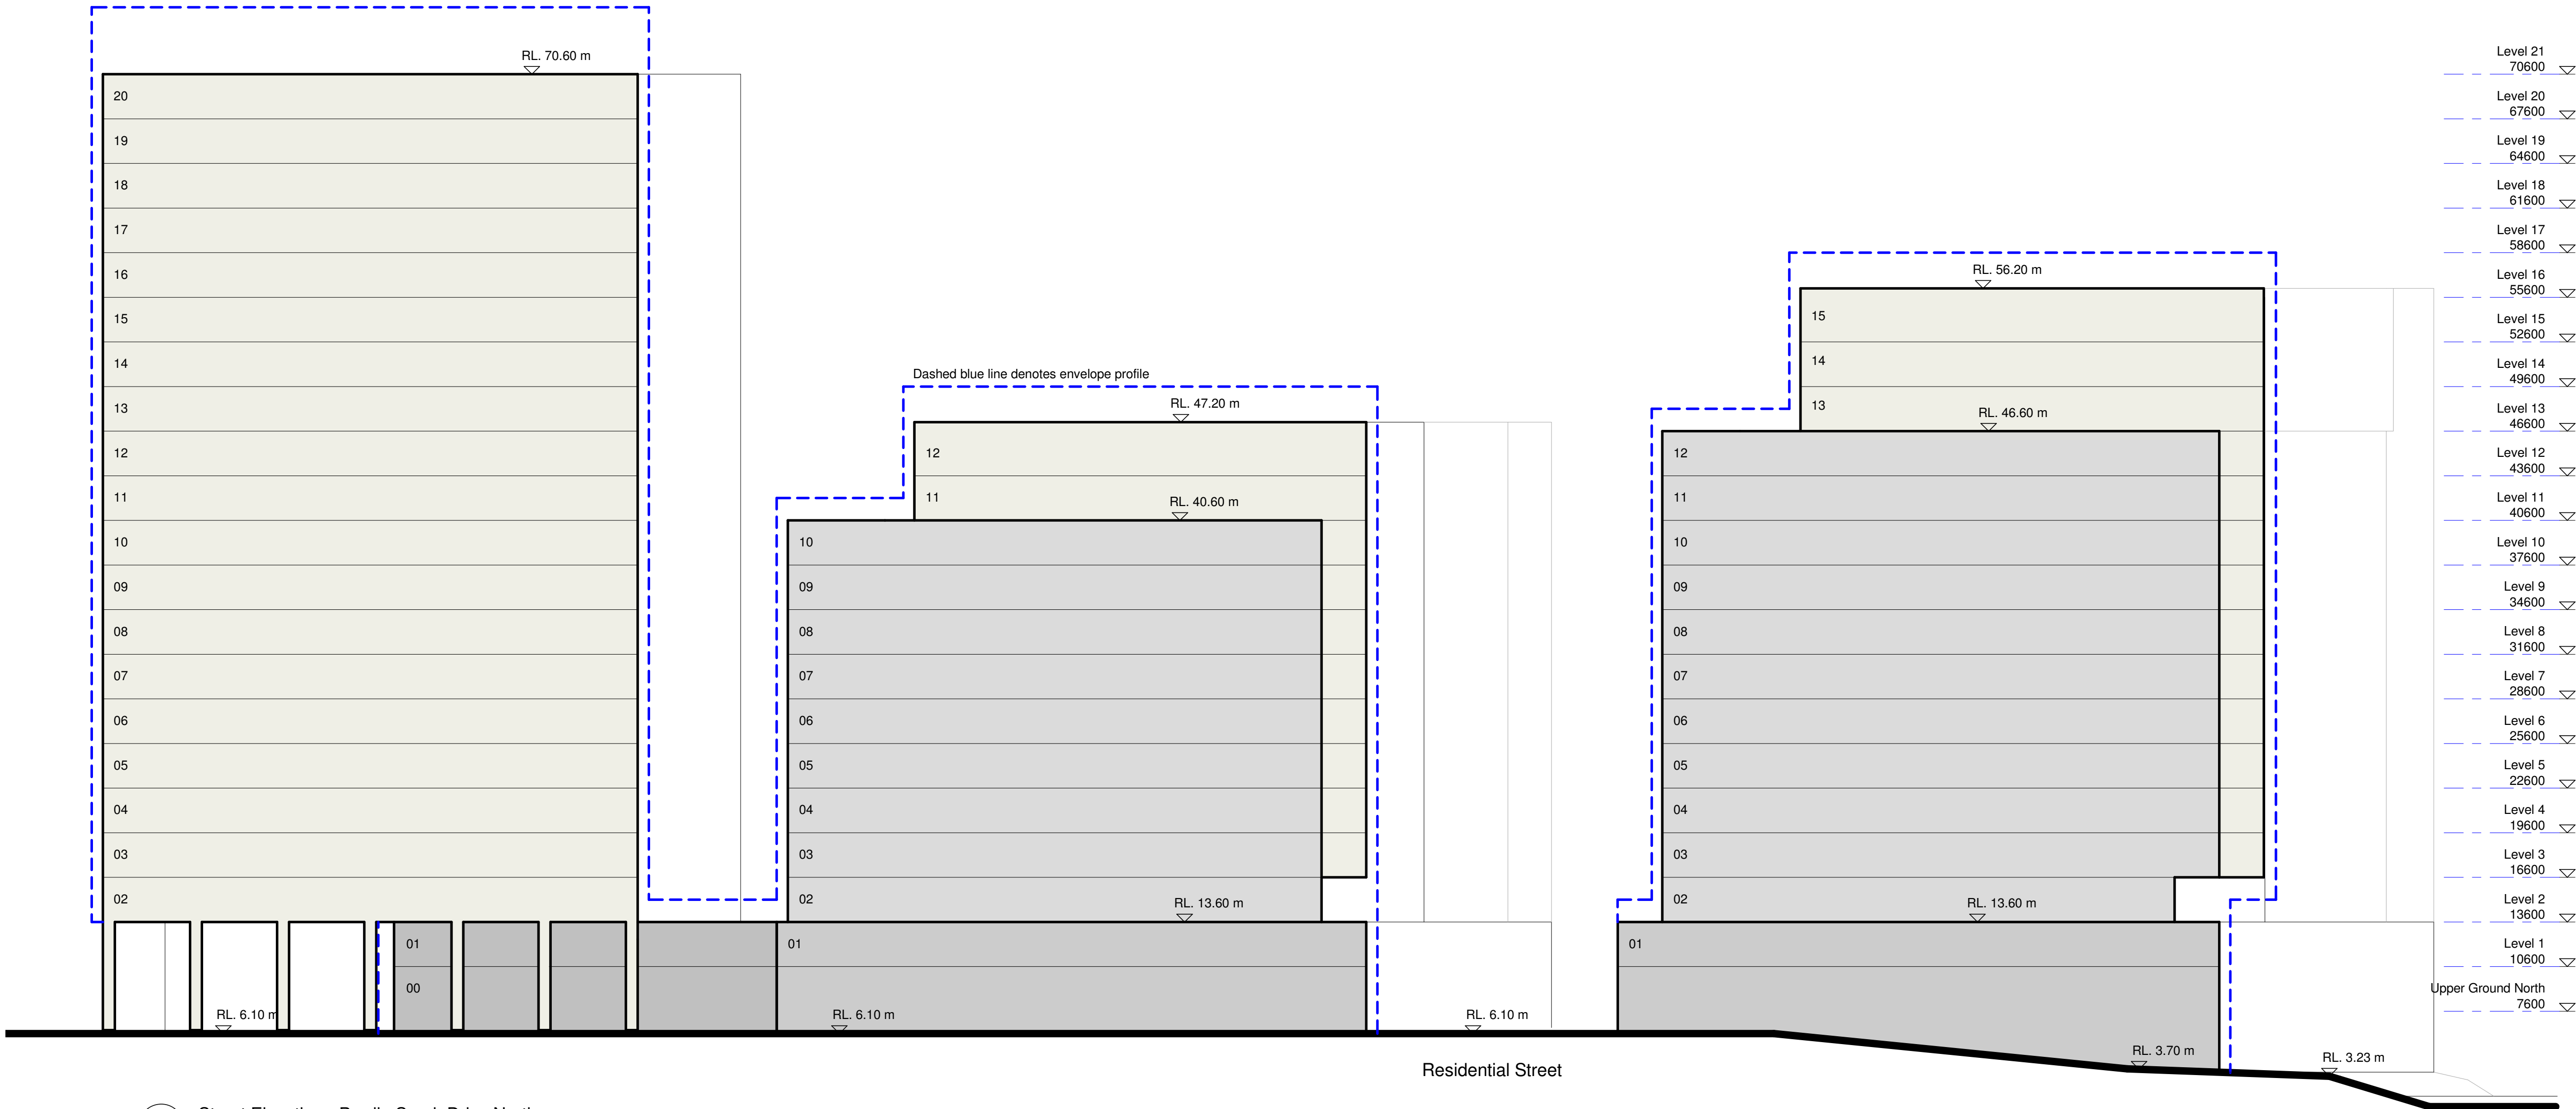 RL. 70.60 m
20
19
18
17
16
15
14
13
12
11
10
09
08
07
06
05
04
03
02
01
00
RL. 6.10 m
Dashed blue line denotes envelope profile
RL. 47.20 m
12
11
RL. 40.60 m
10
09
08
07
06
05
04
03
02
RL. 13.60 m
01
RL. 6.10 m
RL. 6.10 m
Residential Street
RL. 56.20 m
15
14
13
RL. 46.60 m
12
11
10
09
08
07
06
05
04
03
02
RL. 13.60 m
01
RL. 3.70 m
RL. 3.23 m
Level 21
70600
Level 20
67600
Level 19
64600
Level 18
61600
Level 17
58600
Level 16
55600
Level 15
52600
Level 14
49600
Level 13
46600
Level 12
43600
Level 11
40600
Level 10
37600
Level 9
34600
Level 8
31600
Level 7
28600
Level 6
25600
Level 5
22600
Level 4
19600
Level 3
16600
Level 2
13600
Level 1
10600
Upper Ground North
7600